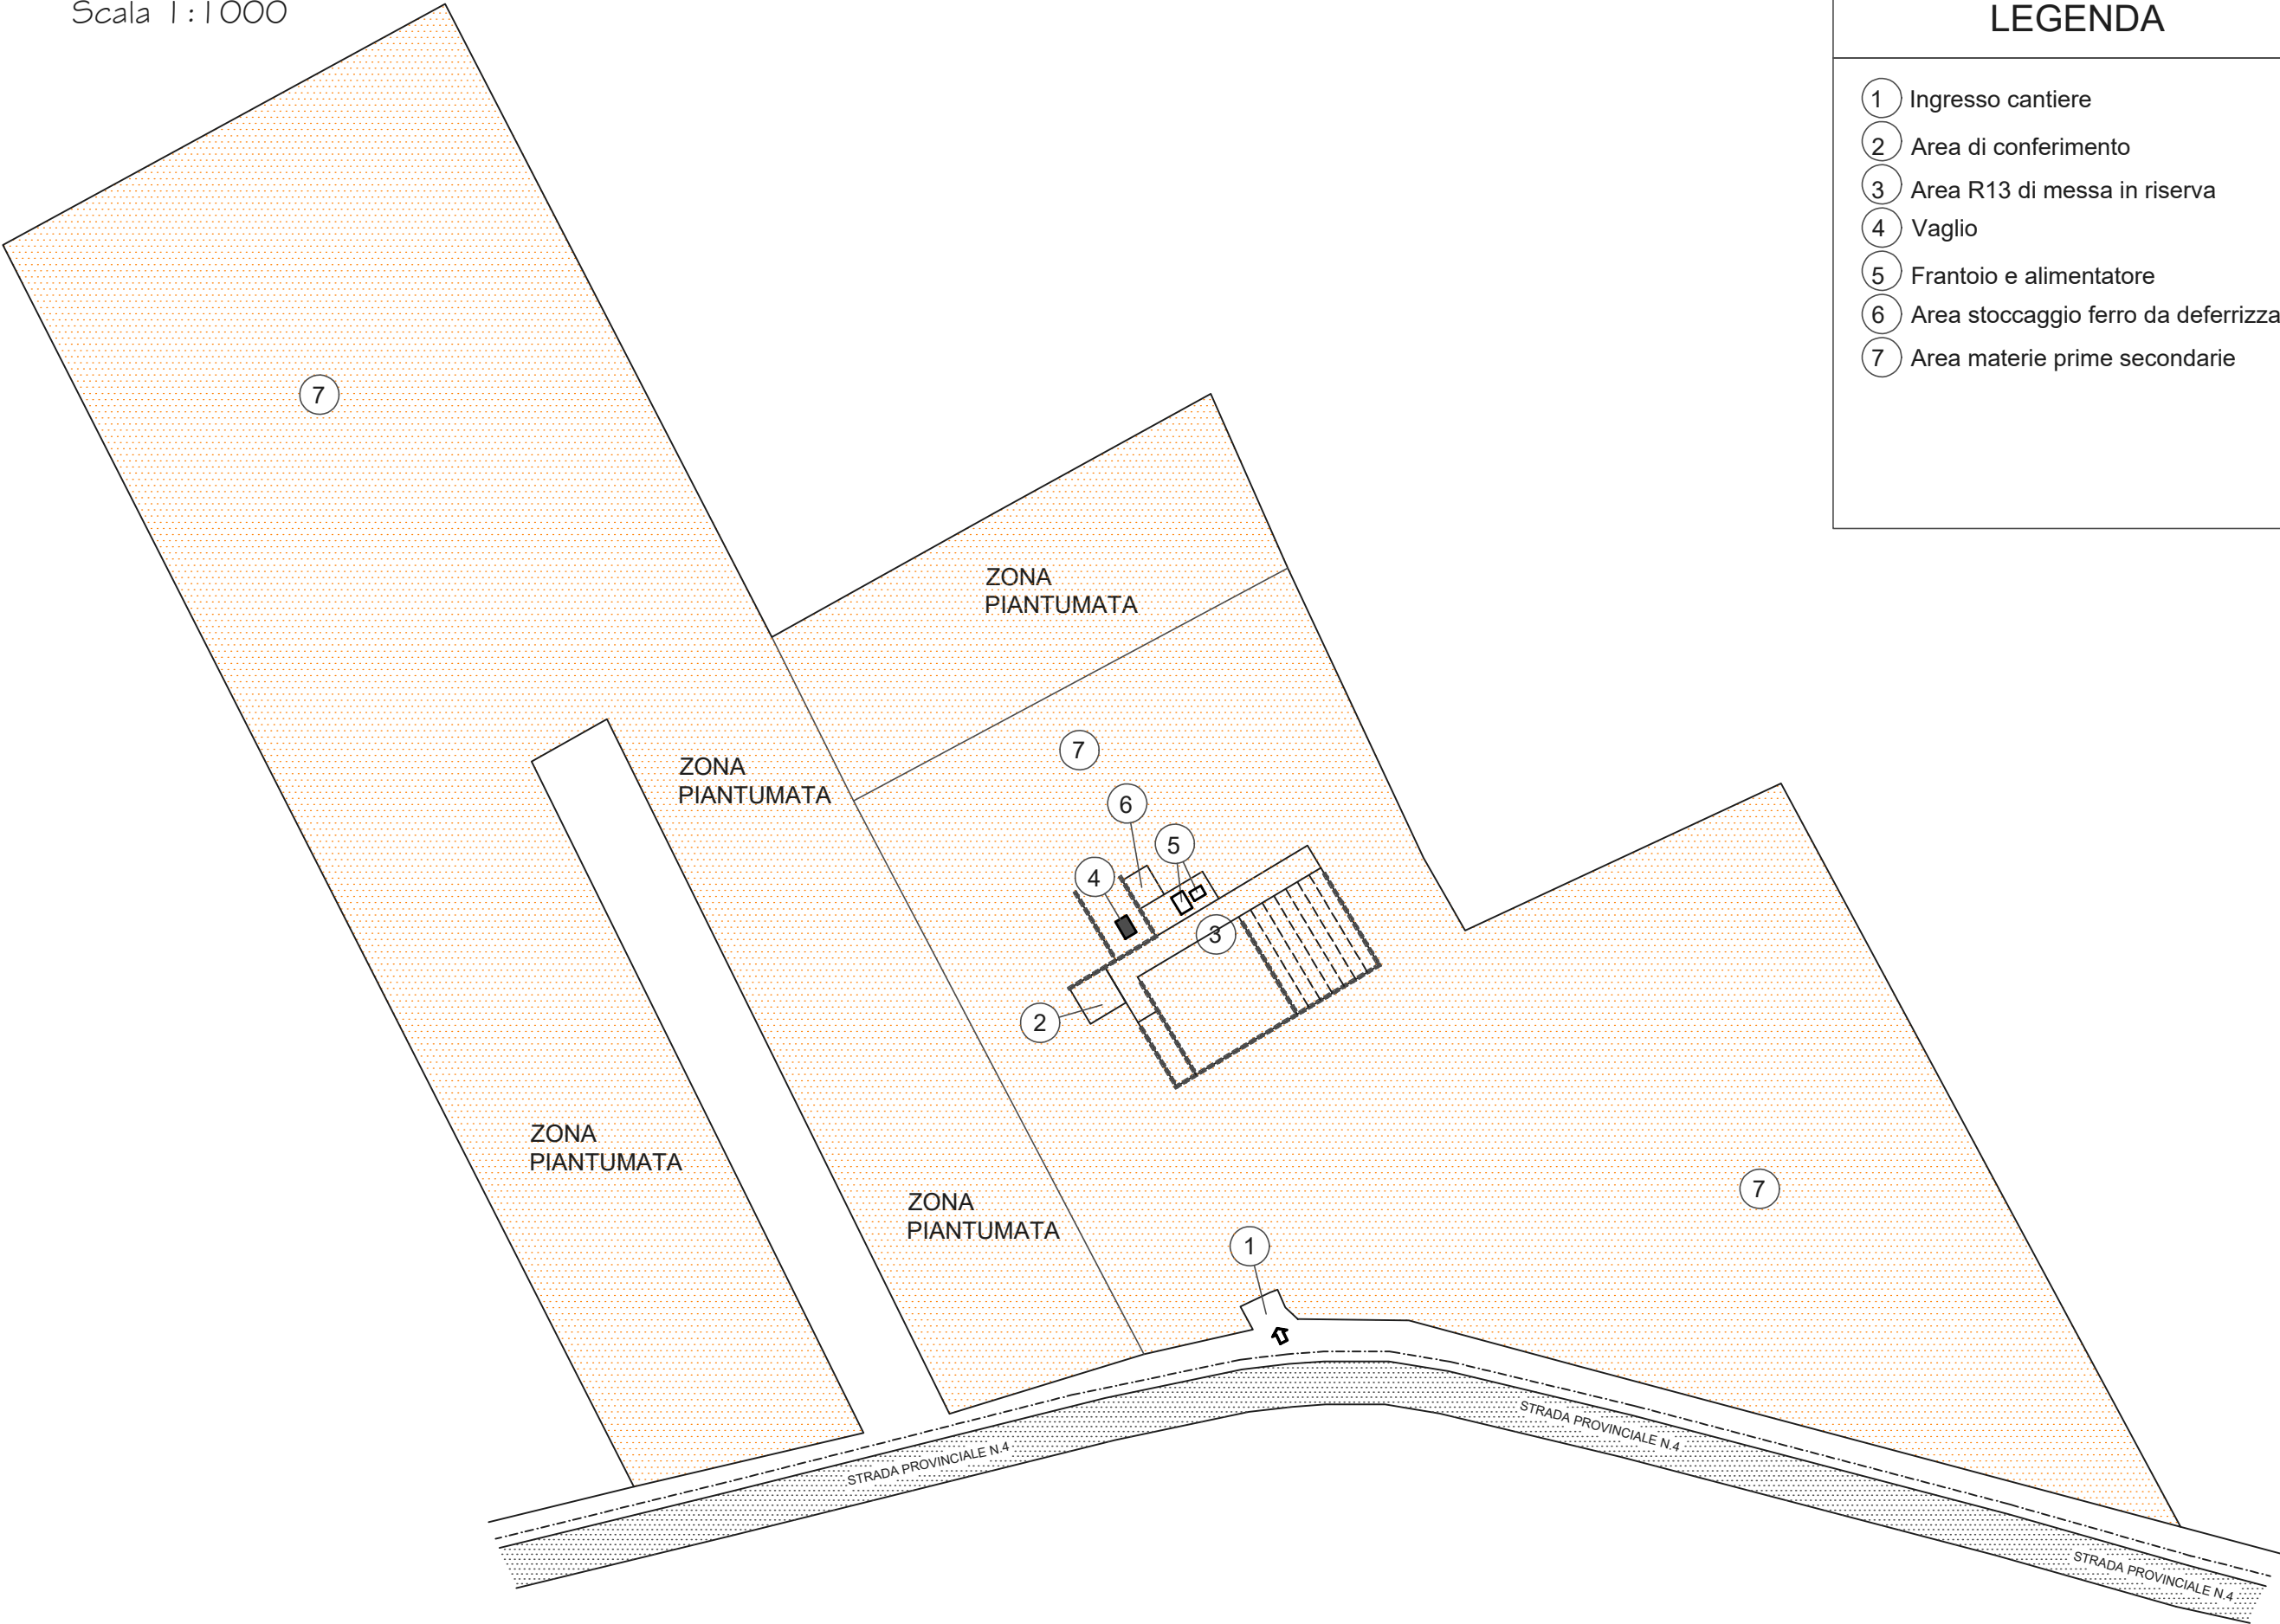 Scala 1:1000
LEGENDA
1 Ingresso cantiere
2 Area di conferimento
3 Area R13 di messa in riserva
4 Vaglio
5 Frantoio e alimentatore
6 Area stoccaggio ferro da deferrizza
7 Area materie prime secondarie
7
ZONA
PIANTUMATA
7
ZONA
PIANTUMATA
6
5
4
3
2
ZONA
PIANTUMATA
7
ZONA
PIANTUMATA
1
STRADA PROVINCIALE N.4
STRADA PROVINCIALE N.4
STRADA PROVINCIALE N.4